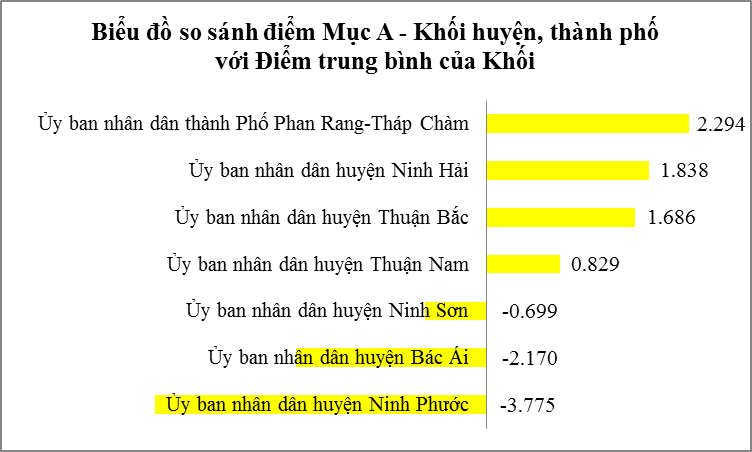 Biểu đồ so sánh điểm Mục A - Khối huyện, thành phố
với Điểm trung bình của Khối
Ủy ban nhân dân thành Phố Phan Rang-Tháp Chàm 2.294
Ủy ban nhân dân huyện Ninh Hải 1.838
Ủy ban nhân dân huyện Thuận Bắc 1.686
Ủy ban nhân dân huyện Thuận Nam 0.829
Ủy ban nhân dân huyện Ninh Sơn -0.699
Ủy ban nhân dân huyện Bác Ái -2.170
Ủy ban nhân dân huyện Ninh Phước -3.775